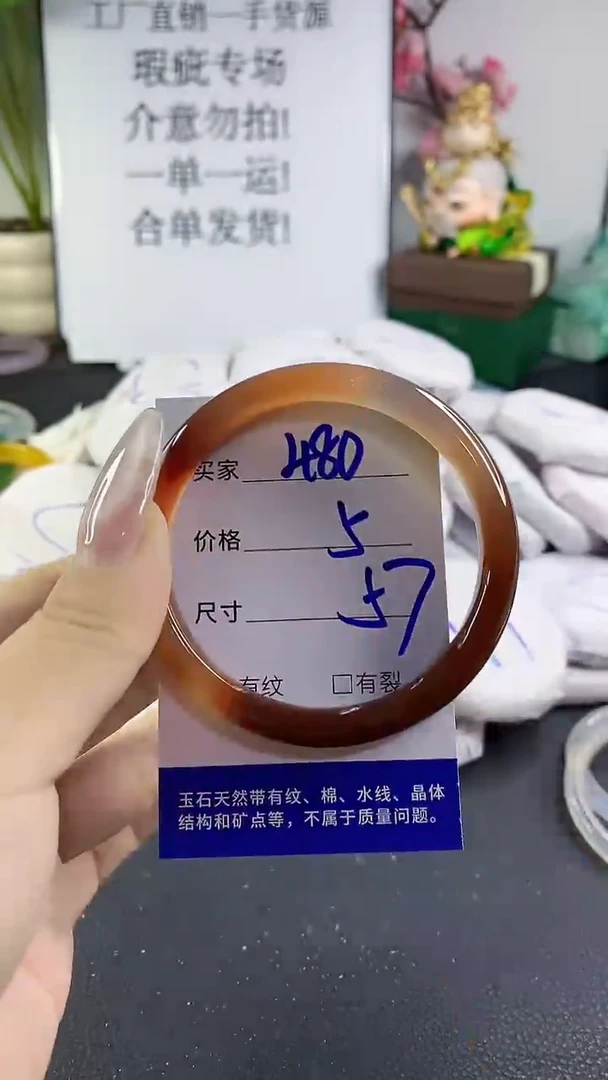 工厂直销一手货源
瑕疵专场
介意勿拍!
一单一运!
合单发货!
买家 480
价格 5
尺寸 57
有纹 □有裂
玉石天然带有纹、棉、水线、晶体
结构和矿点等，不属于质量问题。